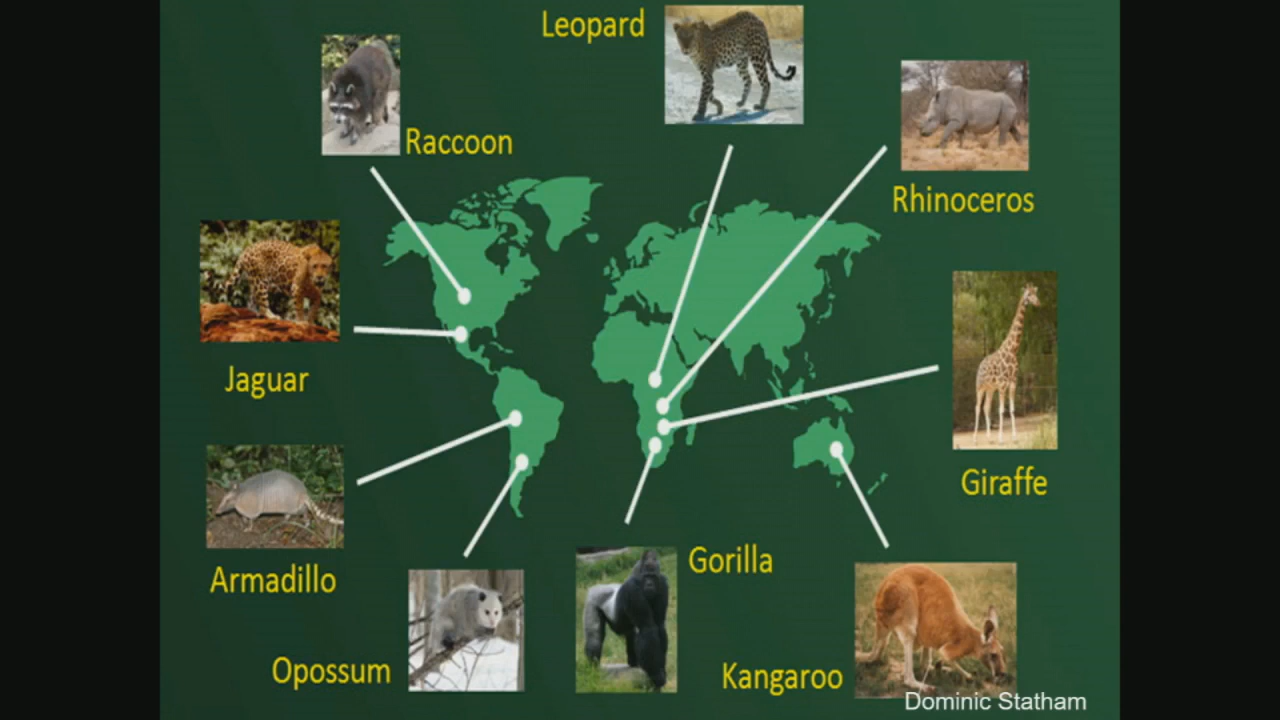 Leopard
Raccoon
Rhinoceros
Jaguar
Giraffe
Armadillo
Gorilla
Opossum
Kangaroo
Dominic Statham